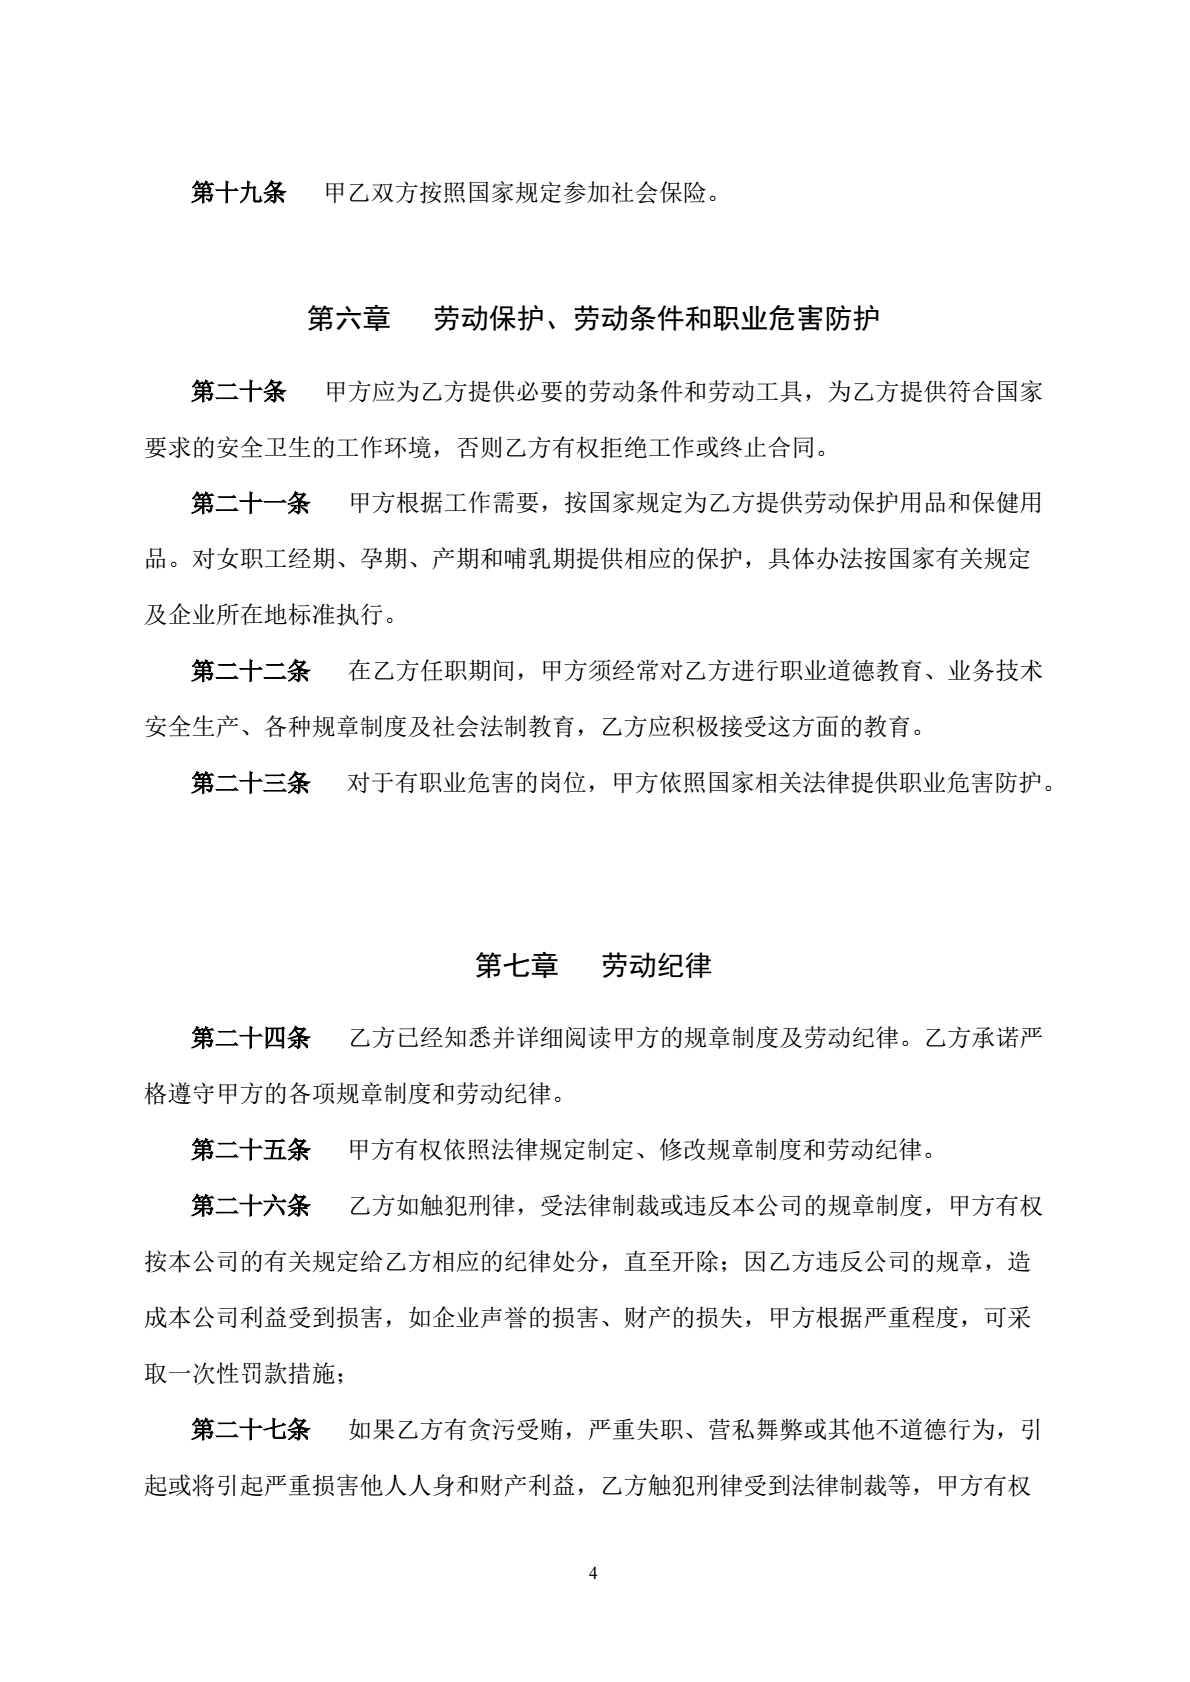 第十九条 甲乙双方按照国家规定参加社会保险。
第六章 劳动保护、劳动条件和职业危害防护
第二十条 甲方应为乙方提供必要的劳动条件和劳动工具，为乙方提供符合国家
要求的安全卫生的工作环境，否则乙方有权拒绝工作或终止合同。
第二十一条 甲方根据工作需要，按国家规定为乙方提供劳动保护用品和保健用
品。对女职工经期、孕期、产期和哺乳期提供相应的保护，具体办法按国家有关规定
及企业所在地标准执行。
第二十二条 在乙方任职期间，甲方须经常对乙方进行职业道德教育、业务技术
安全生产、各种规章制度及社会法制教育，乙方应积极接受这方面的教育。
第二十三条 对于有职业危害的岗位，甲方依照国家相关法律提供职业危害防护。
第七章 劳动纪律
第二十四条 乙方已经知悉并详细阅读甲方的规章制度及劳动纪律。乙方承诺严
格遵守甲方的各项规章制度和劳动纪律。
第二十五条 甲方有权依照法律规定制定、修改规章制度和劳动纪律。
第二十六条 乙方如触犯刑律，受法律制裁或违反本公司的规章制度，甲方有权
按本公司的有关规定给乙方相应的纪律处分，直至开除；因乙方违反公司的规章，造
成本公司利益受到损害，如企业声誉的损害、财产的损失，甲方根据严重程度，可采
取一次性罚款措施；
第二十七条 如果乙方有贪污受贿，严重失职、营私舞弊或其他不道德行为，引
起或将引起严重损害他人人身和财产利益，乙方触犯刑律受到法律制裁等，甲方有权
4